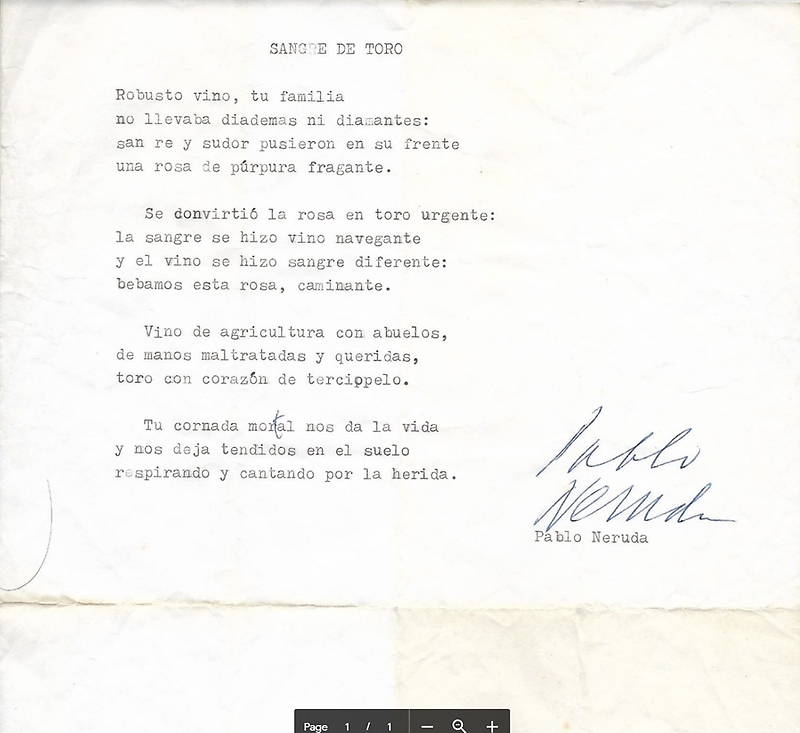 SANGRE DE TORO
Robusto vino, tu familia
no llevaba diademas ni diamantes:
san re y sudor pusieron en su frente
una rosa de púrpura fragante.
Se donvirtió la rosa en toro urgente:
la sangre se hizo vino navegante
y el vino se hizo sangre diferente:
bebamos esta rosa, caminante.
Vino de agricultura con abuelos,
de manos maltratadas y queridas,
toro con corazón de tercippelo.
Tu cornada mortal nos da la vida
y nos deja tendidos en el suelo
respirando y cantando por la herida.
Pablo
Neruda
Pablo Neruda
Page 1 / 1